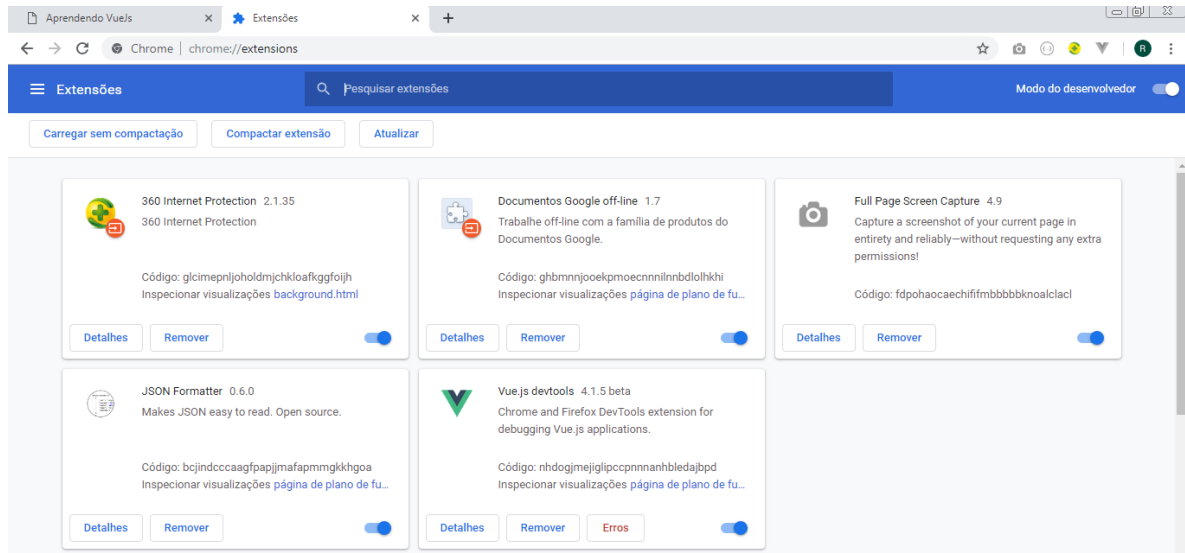 Aprendendo VueJs
Extensões
Chrome | chrome://extensions
R
Extensões
Pesquisar extensões
Modo do desenvolvedor
Carregar sem compactação
Compactar extensão
Atualizar
360 Internet Protection 2.1.35
360 Internet Protection
Código: glcimepnljoholdmjchkloafkggfoijh
Inspecionar visualizações background.html
Detalhes
Remover
Documentos Google off-line 1.7
Trabalhe off-line com a família de produtos do
Documentos Google.
Código: ghbmnnjooekpmoecnnnilnnbdlolhkhi
Inspecionar visualizações página de plano de fu...
Detalhes
Remover
Full Page Screen Capture 4.9
Capture a screenshot of your current page in
entirety and reliably—without requesting any extra
permissions!
Código: fdpohaocaechififmbbbbbknoalclacl
Detalhes
Remover
JSON Formatter 0.6.0
Makes JSON easy to read. Open source.
Código: bcjindcccaagfpapjjmafapmmgkkhgoa
Inspecionar visualizações página de plano de fu...
Detalhes
Remover
Vue.js devtools 4.1.5 beta
Chrome and Firefox DevTools extension for
debugging Vue.js applications.
Código: nhdogjmejiglipccpnnnanhbledajbpd
Inspecionar visualizações página de plano de fu...
Detalhes
Remover
Erros